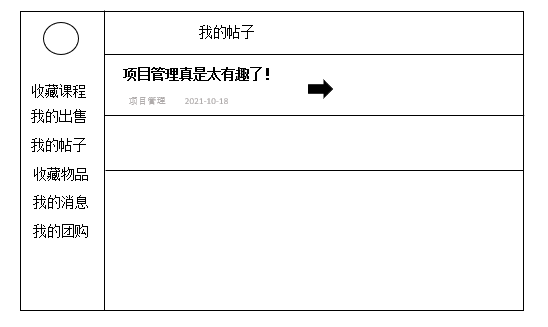 我的帖子
项目管理真是太有趣了！
项目管理 2021-10-18
收藏课程
我的出售
我的帖子
收藏物品
我的消息
我的团购